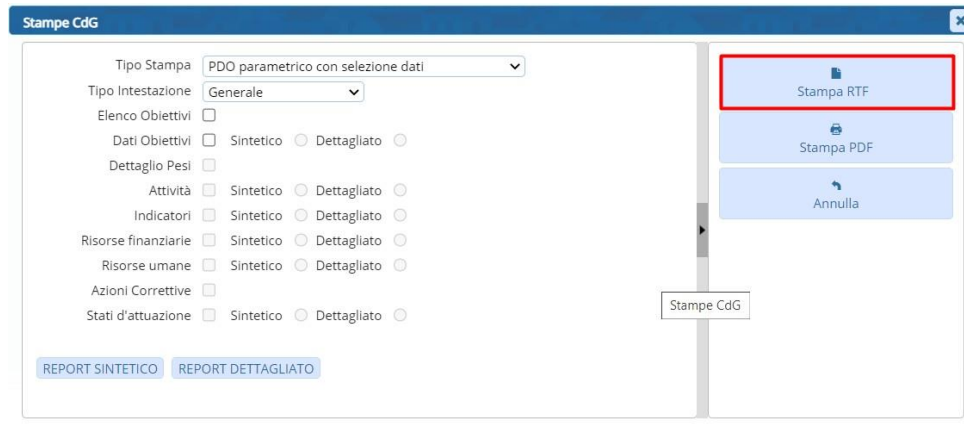 Stampe CdG
Tipo Stampa PDO parametrico con selezione dati
Tipo Intestazione Generale
Elenco Obiettivi
Dati Obiettivi Sintetico Dettagliato
Dettaglio Pesi
Attività Sintetico Dettagliato
Indicatori Sintetico Dettagliato
Risorse finanziarie Sintetico Dettagliato
Risorse umane Sintetico Dettagliato
Azioni Correttive
Stati d'attuazione Sintetico Dettagliato
REPORT SINTETICO REPORT DETTAGLIATO
Stampa RTF
Stampa PDF
Annulla
Stampe CdG